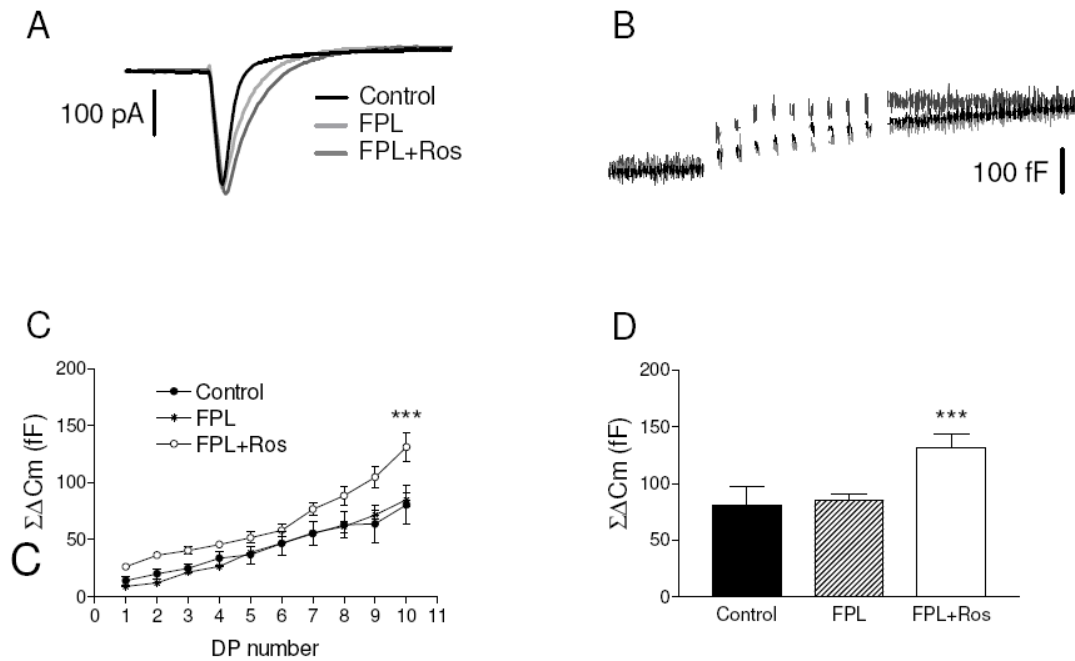 A
100 pA
Control
FPL
FPL+Ros
B
100 fF
C
200
150
100
50
0
ΣΔCm (fF)
C
Control
FPL
FPL+Ros
***
0 1 2 3 4 5 6 7 8 9 10 11
DP number
D
200
150
100
50
0
ΣΔCm (fF)
***
Control FPL FPL+Ros